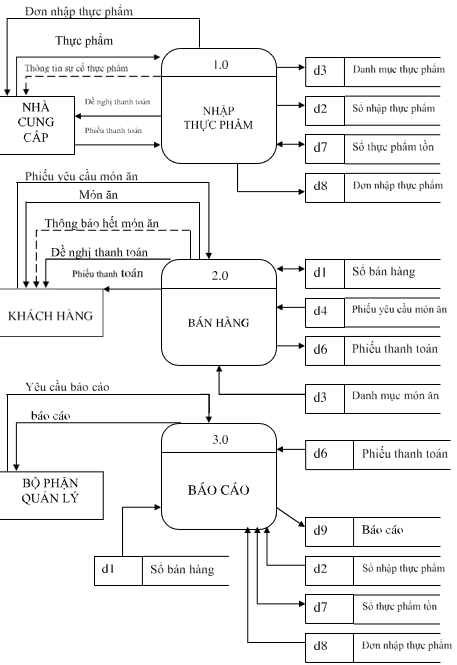 Đơn nhập thực phẩm
Thực phẩm
Thông tin sự cố thực phẩm
NHÀ
CUNG
CẤP
Đề nghị thanh toán
Phiếu thanh toán
1.0
NHẬP
THỰC PHẨM
d3 Danh mục thực phẩm
d2 Sổ nhập thực phẩm
d7 Sổ thực phẩm tồn
d8 Đơn nhập thực phẩm
Phiếu yêu cầu món ăn
Món ăn
Thông báo hết món ăn
Đề nghị thanh toán
Phiếu thanh toán
KHÁCH HÀNG
2.0
BÁN HÀNG
d1 Sổ bán hàng
d4 Phiếu yêu cầu món ăn
d6 Phiếu thanh toán
d3 Danh mục món ăn
Yêu cầu báo cáo
báo cáo
BỘ PHẬN
QUẢN LÝ
3.0
BÁO CÁO
d6 Phiếu thanh toán
d9 Báo cáo
d1 Sổ bán hàng
d2 Sổ nhập thực phẩm
d7 Sổ thực phẩm tồn
d8 Đơn nhập thực phẩm